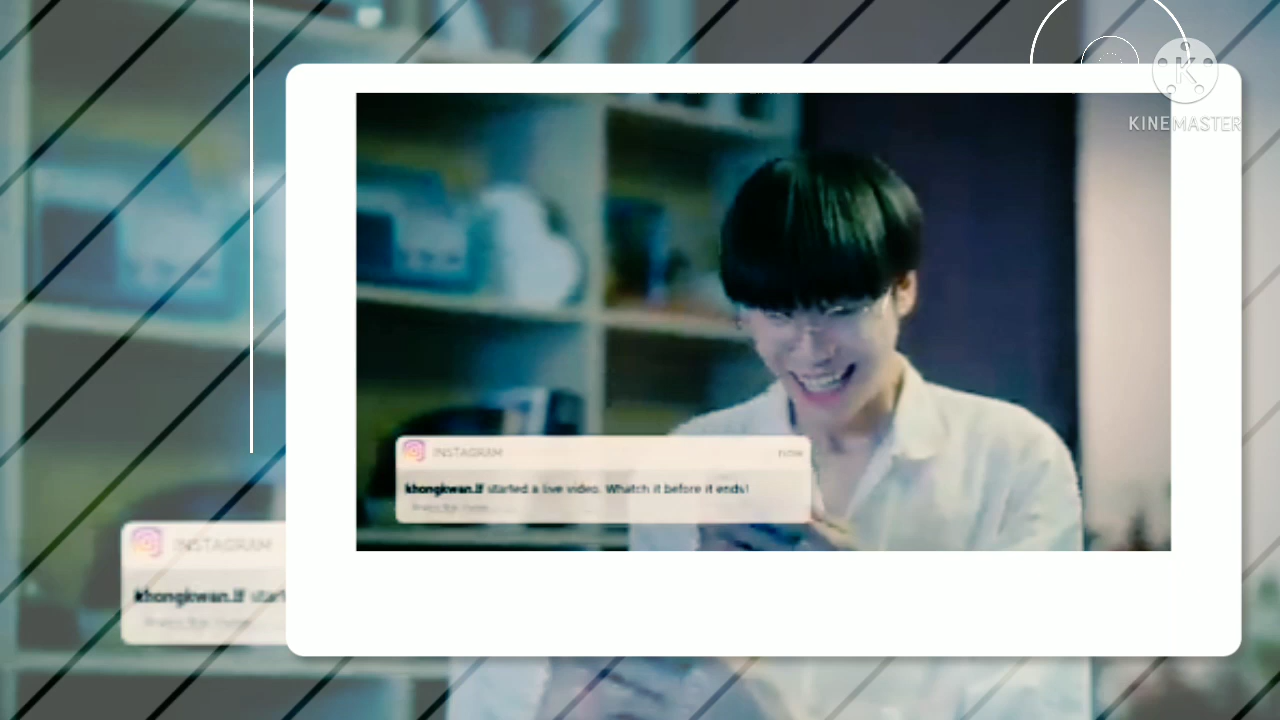 KINEMASTER
INSTAGRAM now
khongkwan.lf started a live video. Whatch it before it ends!
INSTAGRAM
khongkwan.lf start